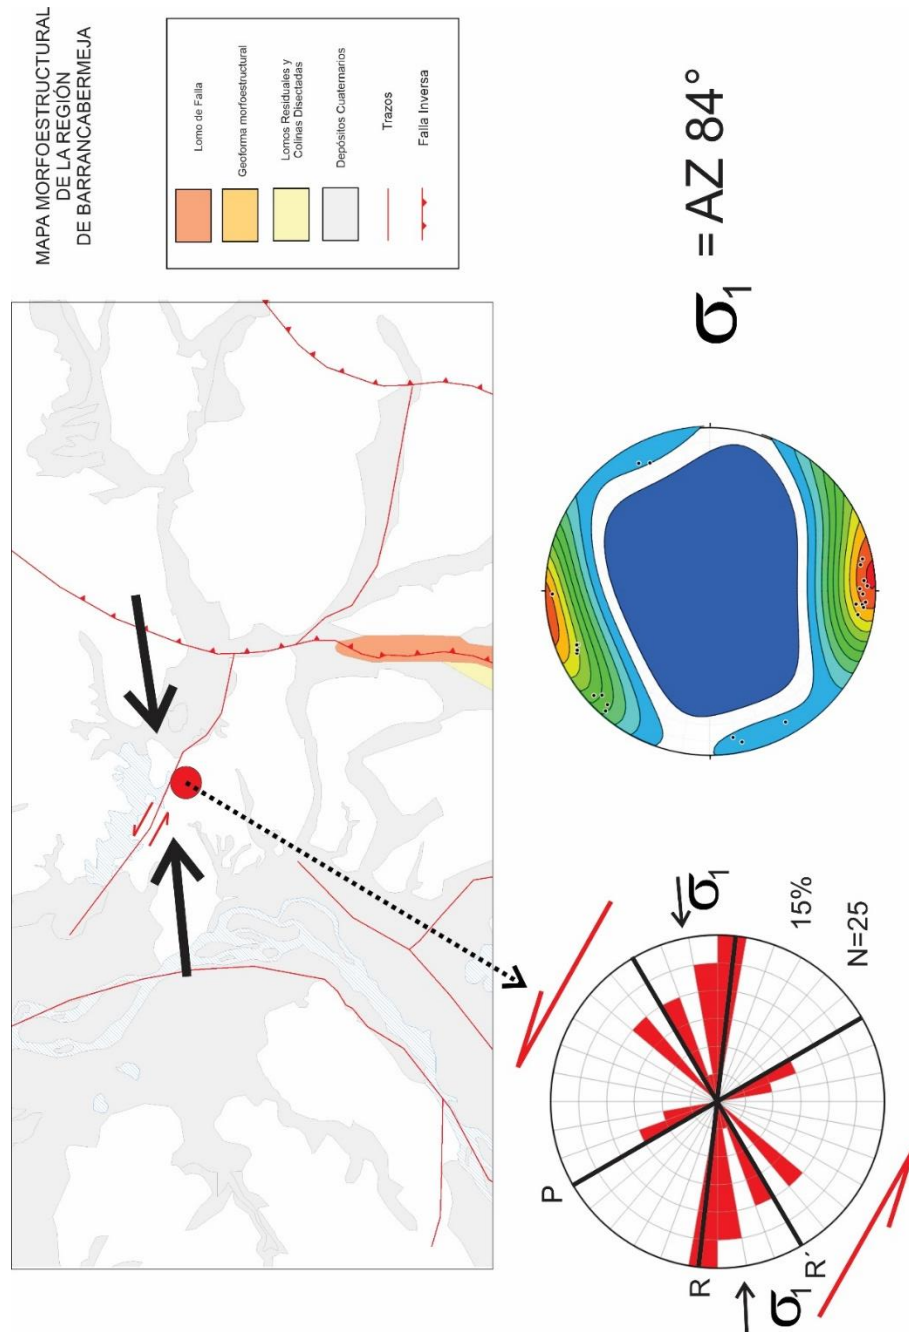 MAPA MORFOESTRUCTURAL
DE LA REGIÓN
DE BARRANCABERMEJA
Lomo de Falla
Geoforma morfoestructural
Lomos Residuales y
Colinas Disectadas
Depósitos Cuaternarios
Trazos
Falla Inversa
σ1 = AZ 84°
P
R
R´
σ1
σ1
15%
N=25